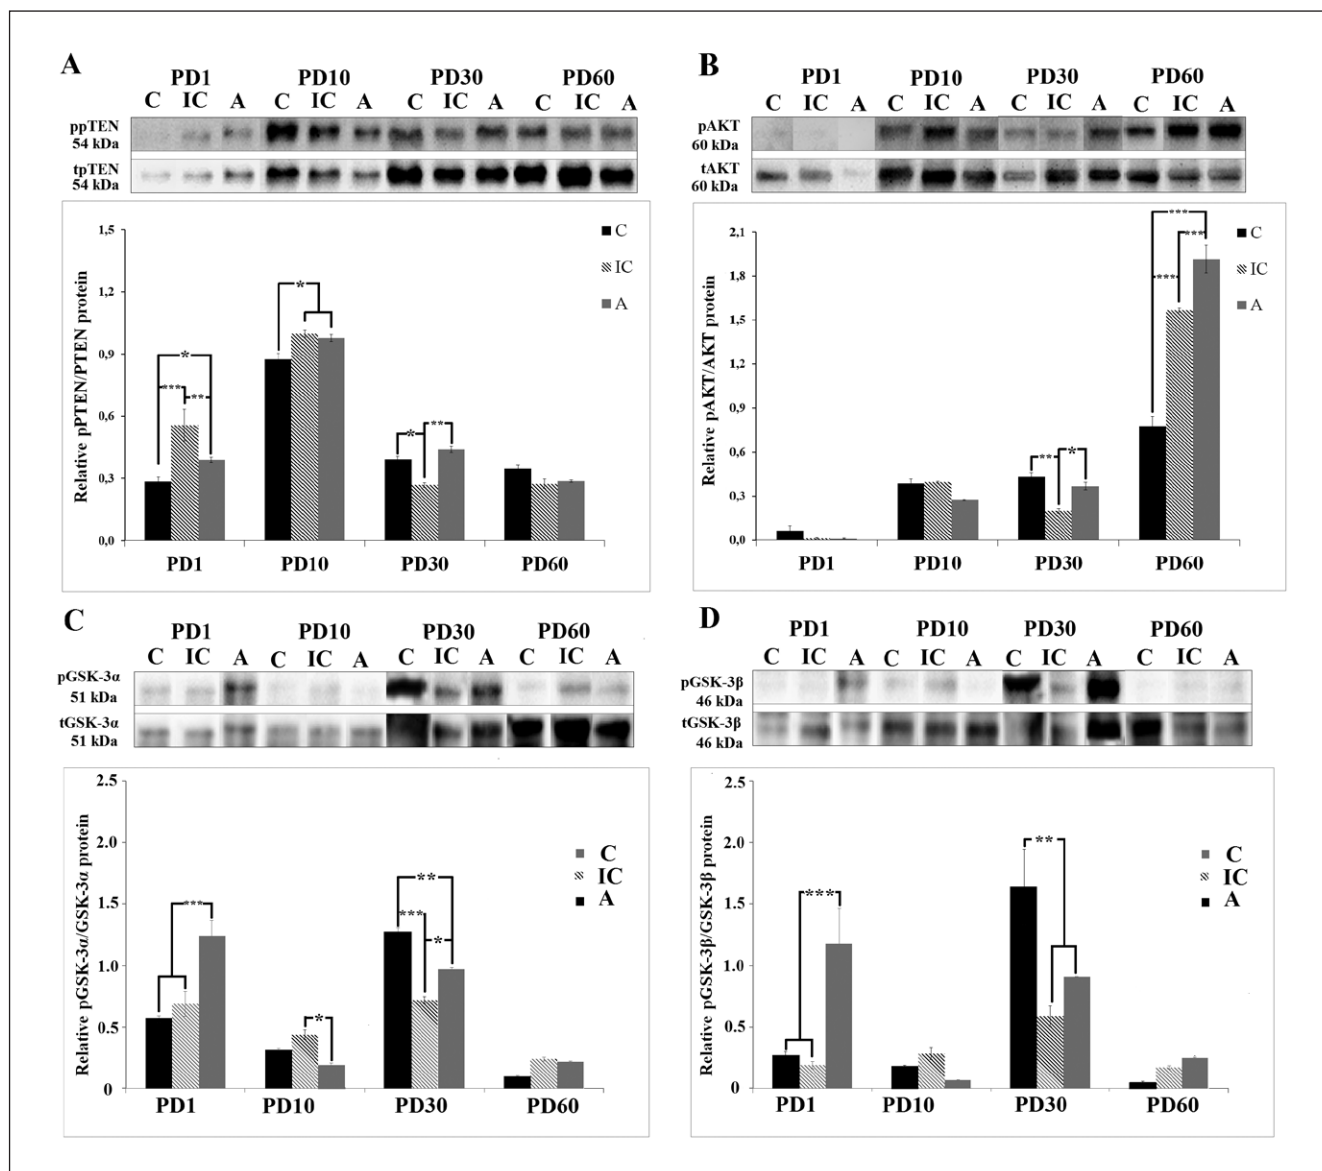 A
PD1 PD10 PD30 PD60
C IC A C IC A C IC A C IC A
ppTEN
54 kDa
tpTEN
54 kDa
Relative pPTEN/PTEN protein
1,5
1,2
0,9
0,6
0,3
0,0
C
IC
A
*
***
**
*
*
**
PD1 PD10 PD30 PD60
B
PD1 PD10 PD30 PD60
C IC A C IC A C IC A C IC A
pAKT
60 kDa
tAKT
60 kDa
Relative pAKT/AKT protein
2,1
1,8
1,5
1,2
0,9
0,6
0,3
0,0
C
IC
A
**
*
***
***
***
PD1 PD10 PD30 PD60
C
PD1 PD10 PD30 PD60
C IC A C IC A C IC A C IC A
pGSK-3α
51 kDa
tGSK-3α
51 kDa
Relative pGSK-3α/GSK-3α protein
2.5
2.0
1.5
1.0
0.5
0
C
IC
A
***
*
**
***
*
PD1 PD10 PD30 PD60
D
PD1 PD10 PD30 PD60
C IC A C IC A C IC A C IC A
pGSK-3β
46 kDa
tGSK-3β
46 kDa
Relative pGSK-3β/GSK-3β protein
2.5
2.0
1.5
1.0
0.5
0
C
IC
A
***
**
PD1 PD10 PD30 PD60